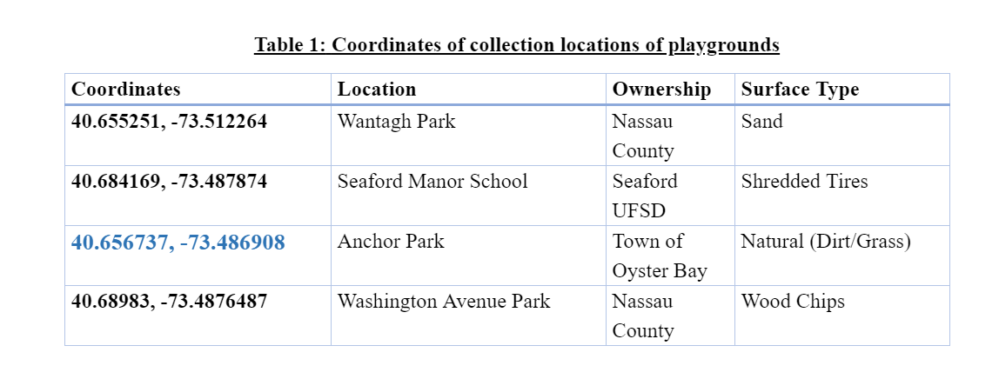 Table 1: Coordinates of collection locations of playgrounds
Coordinates Location Ownership Surface Type
40.655251, -73.512264 Wantagh Park Nassau County Sand
40.684169, -73.487874 Seaford Manor School Seaford UFSD Shredded Tires
40.656737, -73.486908 Anchor Park Town of Oyster Bay Natural (Dirt/Grass)
40.68983, -73.4876487 Washington Avenue Park Nassau County Wood Chips